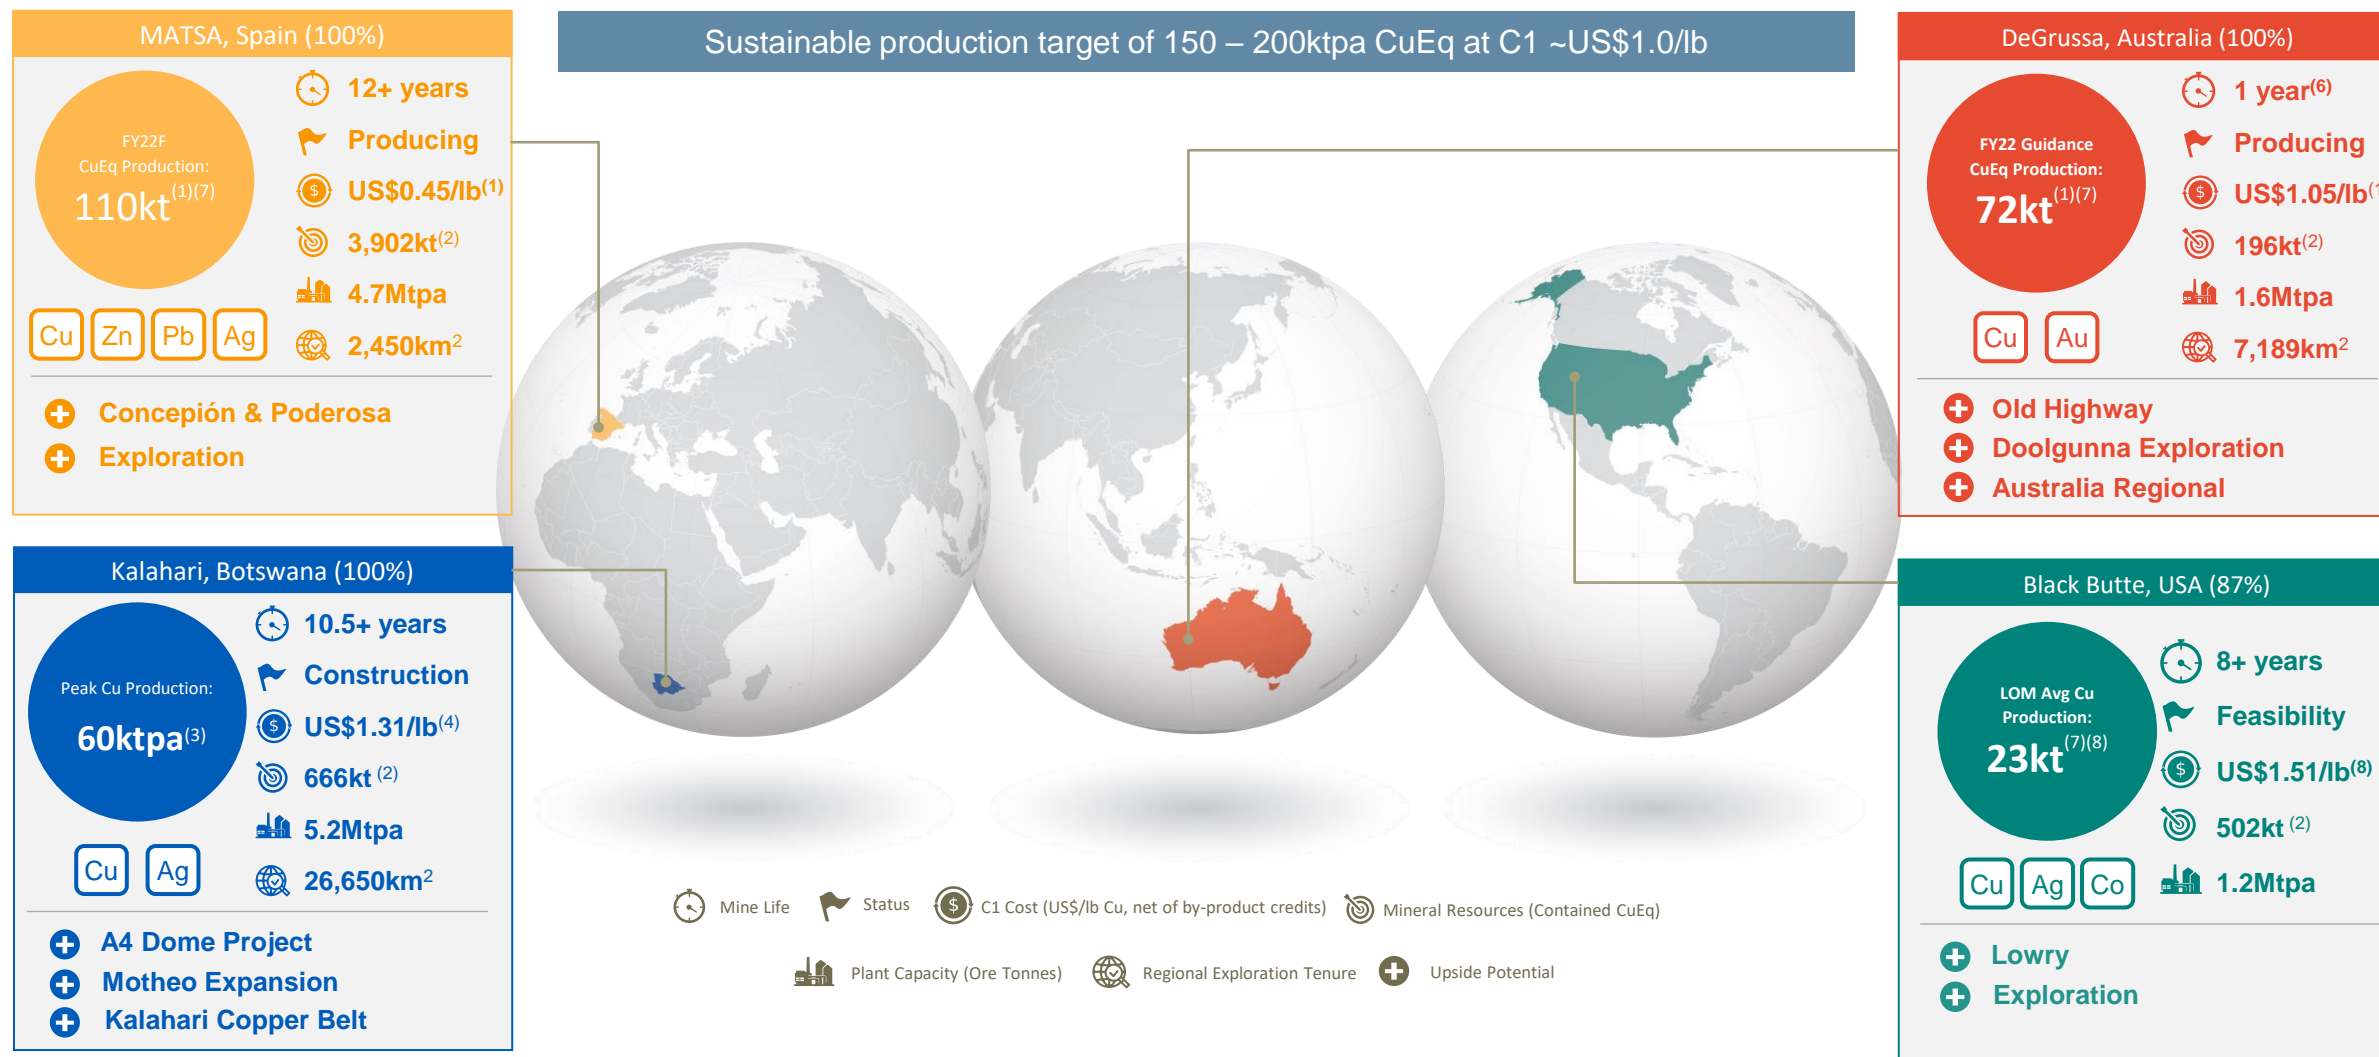 Sustainable production target of 150 – 200ktpa CuEq at C1 ~US$1.0/lb
MATSA, Spain (100%)
FY22F
CuEq Production:
110kt(1)(7)
12+ years
Producing
US$0.45/lb(1)
3,902kt(2)
4.7Mtpa
2,450km2
Cu Zn Pb Ag
Concepión & Poderosa
Exploration
Kalahari, Botswana (100%)
Peak Cu Production:
60ktpa(3)
10.5+ years
Construction
US$1.31/lb(4)
666kt (2)
5.2Mtpa
26,650km2
Cu Ag
A4 Dome Project
Motheo Expansion
Kalahari Copper Belt
DeGrussa, Australia (100%)
FY22 Guidance
CuEq Production:
72kt(1)(7)
1 year(6)
Producing
US$1.05/lb(1
196kt(2)
1.6Mtpa
7,189km2
Cu Au
Old Highway
Doolgunna Exploration
Australia Regional
Black Butte, USA (87%)
LOM Avg Cu
Production:
23kt(7)(8)
8+ years
Feasibility
US$1.51/lb(8)
502kt (2)
1.2Mtpa
Cu Ag Co
Lowry
Exploration
Mine Life Status C1 Cost (US$/lb Cu, net of by-product credits) Mineral Resources (Contained CuEq)
Plant Capacity (Ore Tonnes) Regional Exploration Tenure Upside Potential